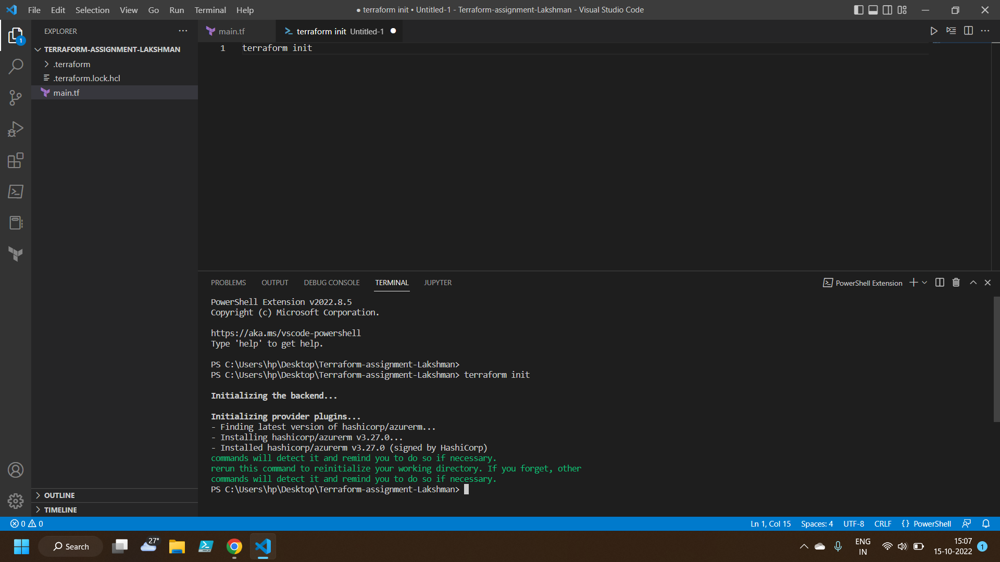 File Edit Selection View Go Run Terminal Help
● terraform init • Untitled-1 - Terraform-assignment-Lakshman - Visual Studio Code
EXPLORER
1
TERRAFORM-ASSIGNMENT-LAKSHMAN
.terraform
.terraform.lock.hcl
main.tf
OUTLINE
TIMELINE
main.tf
terraform init Untitled-1
1 terraform init
PROBLEMS OUTPUT DEBUG CONSOLE TERMINAL JUPYTER
PowerShell Extension
PowerShell Extension v2022.8.5
Copyright (c) Microsoft Corporation.
https://aka.ms/vscode-powershell
Type 'help' to get help.
PS C:\Users\hp\Desktop\Terraform-assignment-Lakshman>
PS C:\Users\hp\Desktop\Terraform-assignment-Lakshman> terraform init
Initializing the backend...
Initializing provider plugins...
- Finding latest version of hashicorp/azurerm...
- Installing hashicorp/azurerm v3.27.0...
- Installed hashicorp/azurerm v3.27.0 (signed by HashiCorp)
commands will detect it and remind you to do so if necessary.
rerun this command to reinitialize your working directory. If you forget, other
commands will detect it and remind you to do so if necessary.
PS C:\Users\hp\Desktop\Terraform-assignment-Lakshman>
0 0
Ln 1, Col 15 Spaces: 4 UTF-8 CRLF {} PowerShell
Search
27°
ENG
IN
15:07
15-10-2022
1